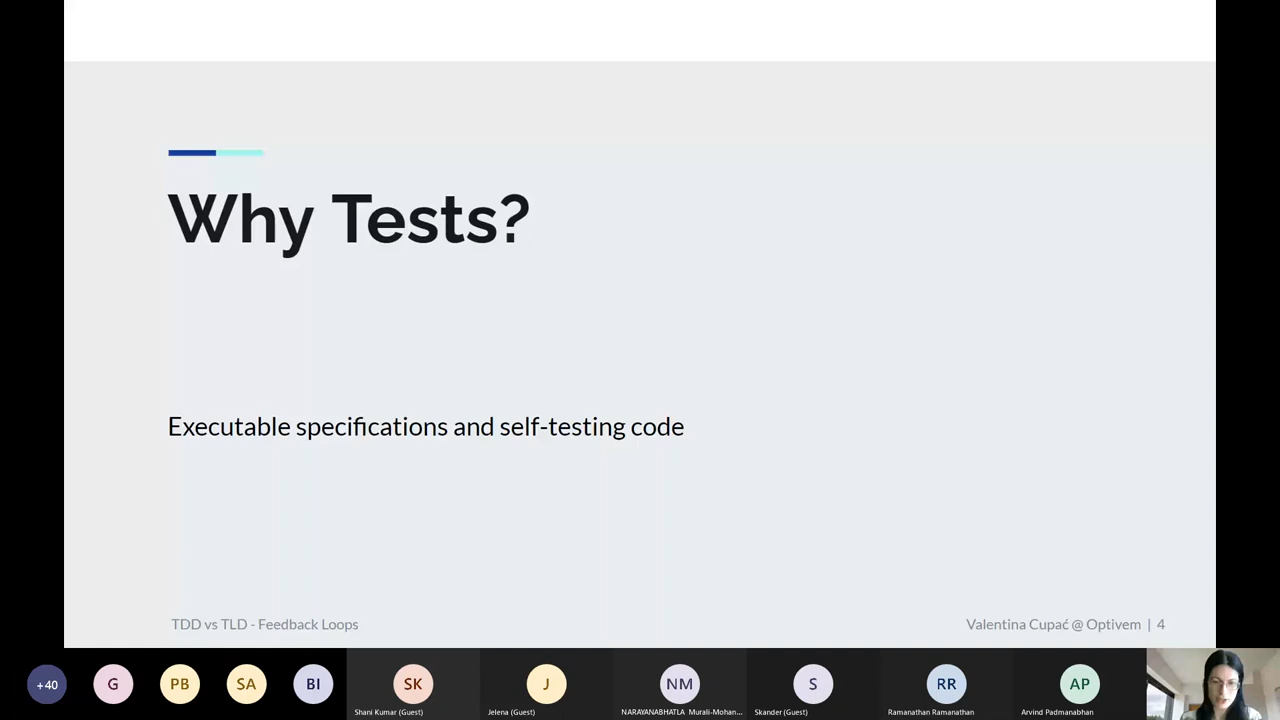 Why Tests?
Executable specifications and self-testing code
TDD vs TLD - Feedback Loops
Valentina Cupać @ Optivem | 4
+40
G
PB
SA
BI
SK
J
NM
S
RR
AP
Shani Kumar (Guest)
Jelena (Guest)
NARAYANABHATLA Murali-Mohan...
Skander (Guest)
Ramanathan Ramanathan
Arvind Padmanabhan